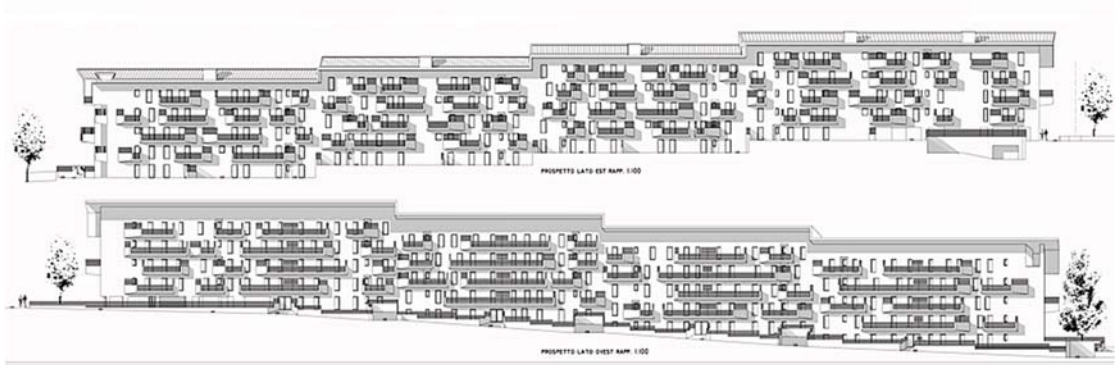 PROSPETTO LATO EST RAPP. 1:100
PROSPETTO LATO OVEST RAPP. 1:100